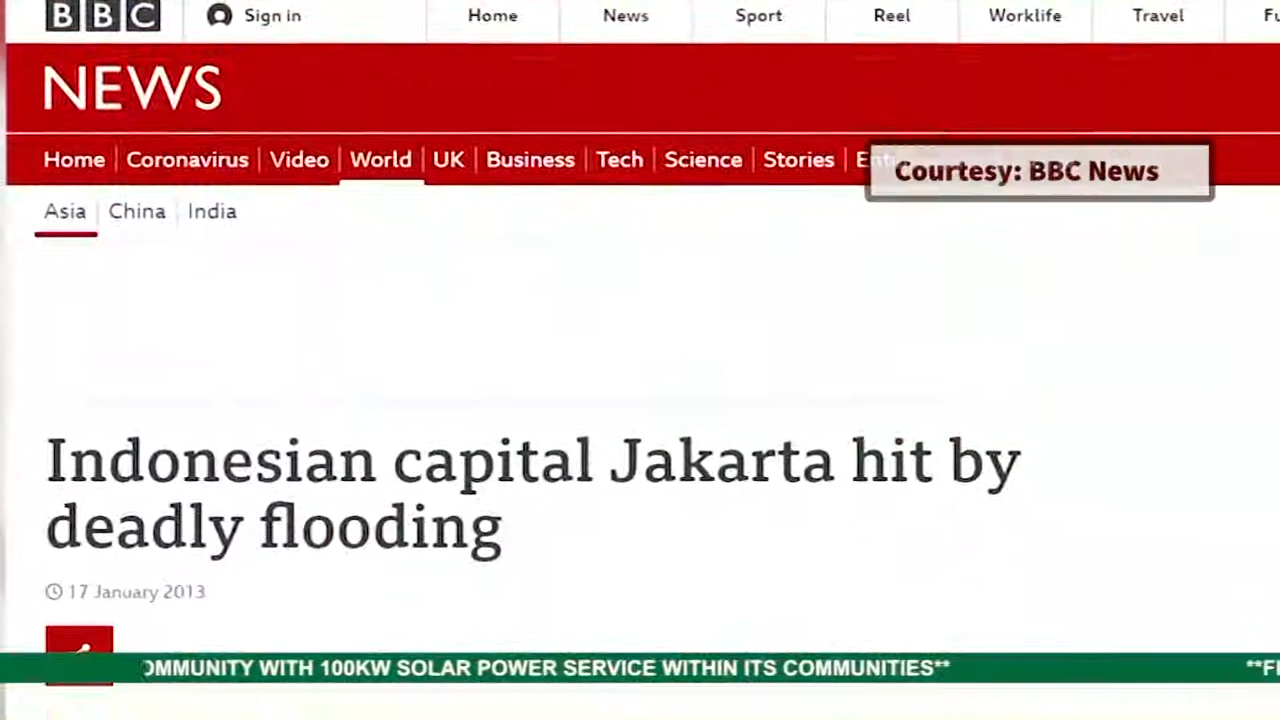 BBC Sign in Home News Sport Reel Worklife Travel
NEWS
Home Coronavirus Video World UK Business Tech Science Stories
Courtesy: BBC News
Asia China India
Indonesian capital Jakarta hit by
deadly flooding
17 January 2013
OMMUNITY WITH 100KW SOLAR POWER SERVICE WITHIN ITS COMMUNITIES**